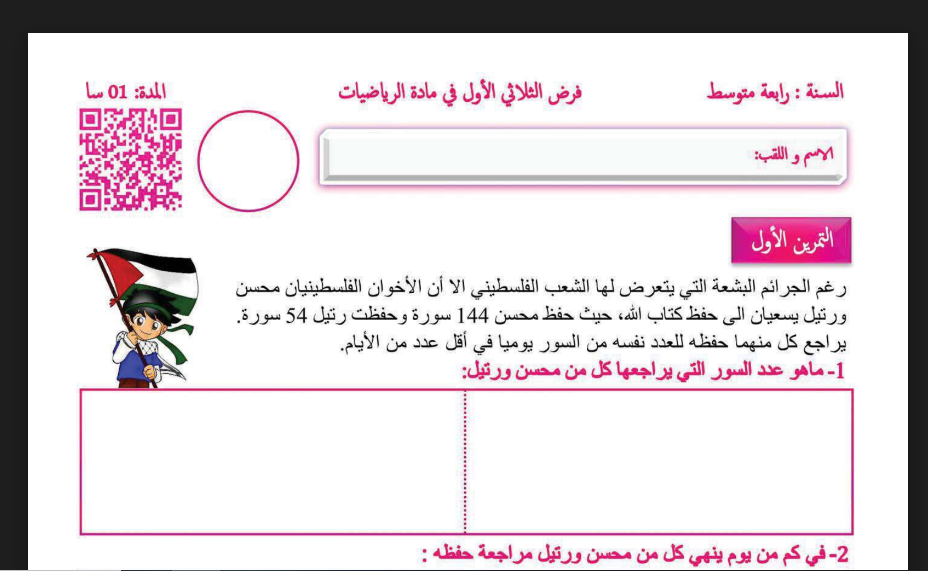 السنة : رابعة متوسط
فرض الثلاثي الأول في مادة الرياضيات
المدة: 01 سا
الاسم و اللقب:
التمرين الأول
رغم الجرائم البشعة التي يتعرض لها الشعب الفلسطيني الا أن الأخوان الفلسطينيان محسن
ورتيل يسعيان الى حفظ كتاب الله، حيث حفظ محسن 144 سورة وحفظت رتيل 54 سورة.
يراجع كل منهما حفظه للعدد نفسه من السور يوميا في أقل عدد من الأيام.
1- ماهو عدد السور التي يراجعها كل من محسن ورتيل:
2- في كم من يوم ينهي كل من محسن ورتيل مراجعة حفظه :